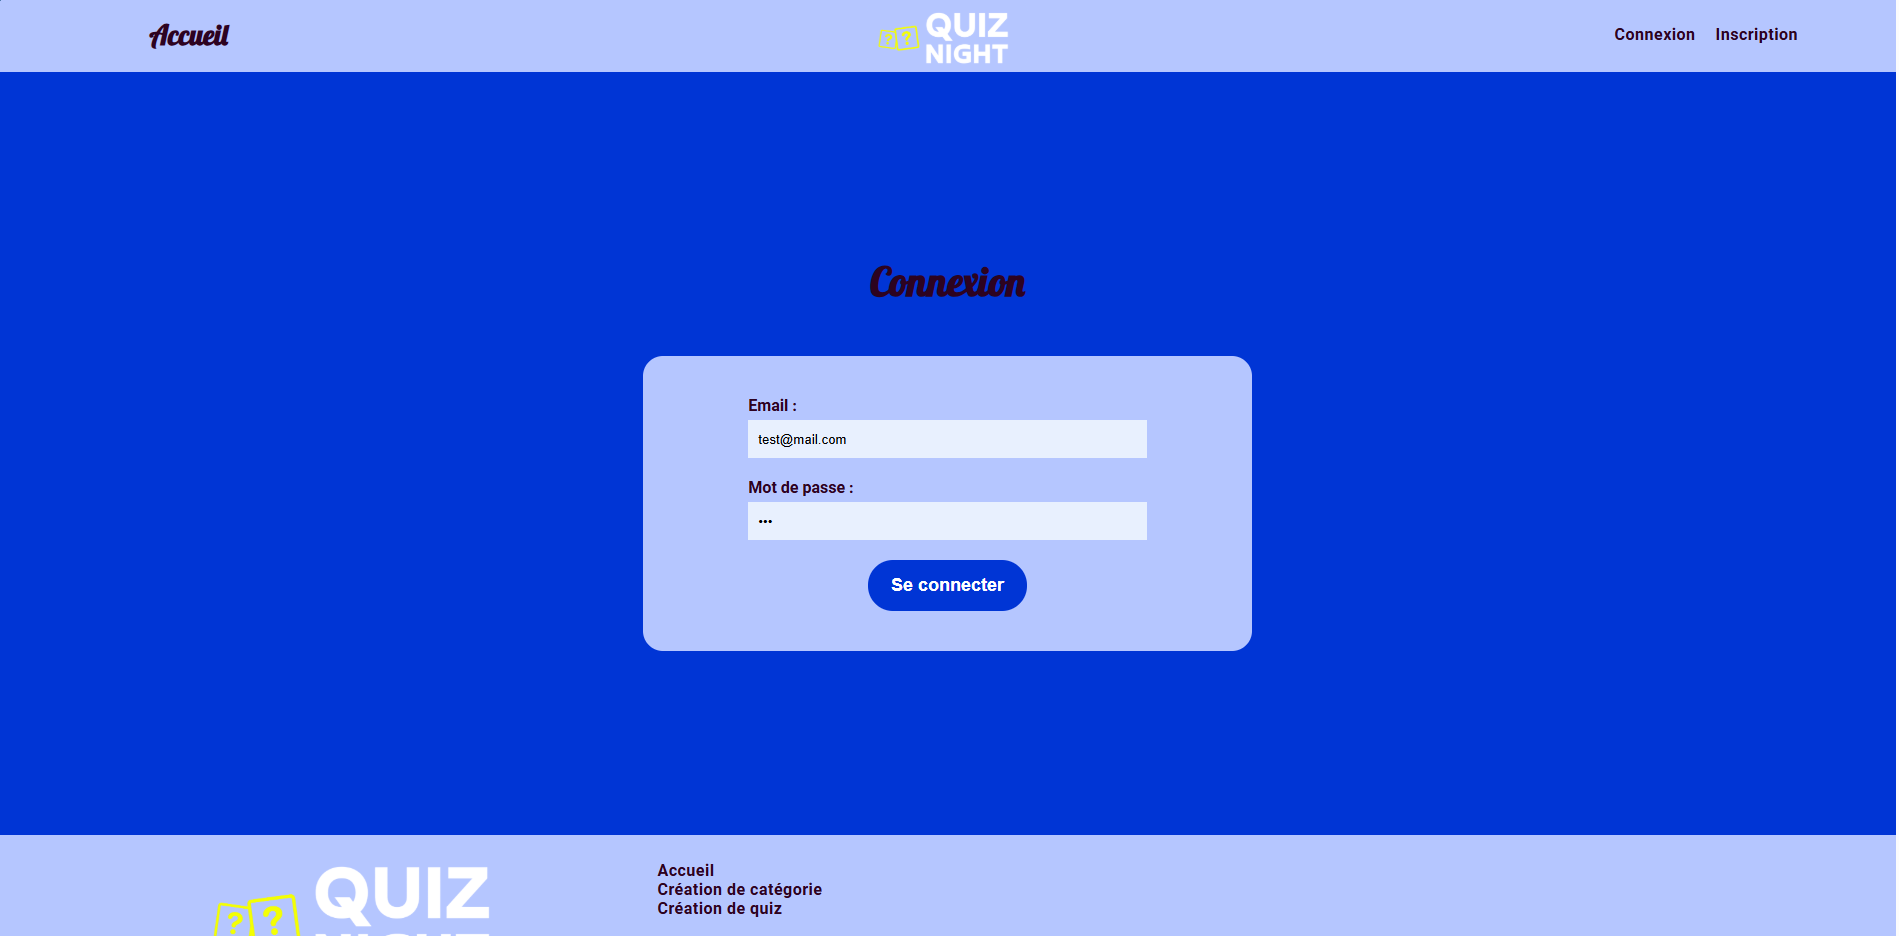 Accueil
? ? QUIZ
NIGHT
Connexion Inscription
Connexion
Email :
test@mail.com
Mot de passe :
•••
Se connecter
? ? QUIZ
NIGHT
Accueil
Création de catégorie
Création de quiz